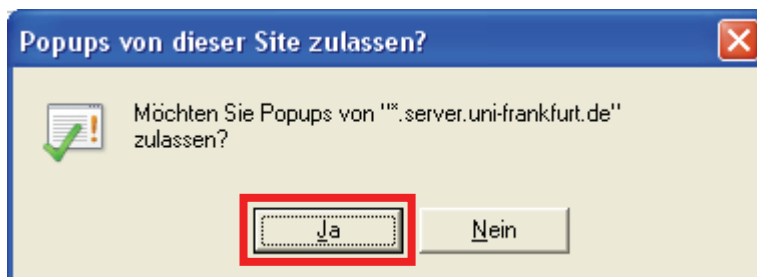 Popups von dieser Site zulassen?
Möchten Sie Popups von "*.server.uni-frankfurt.de"
zulassen?
Ja Nein